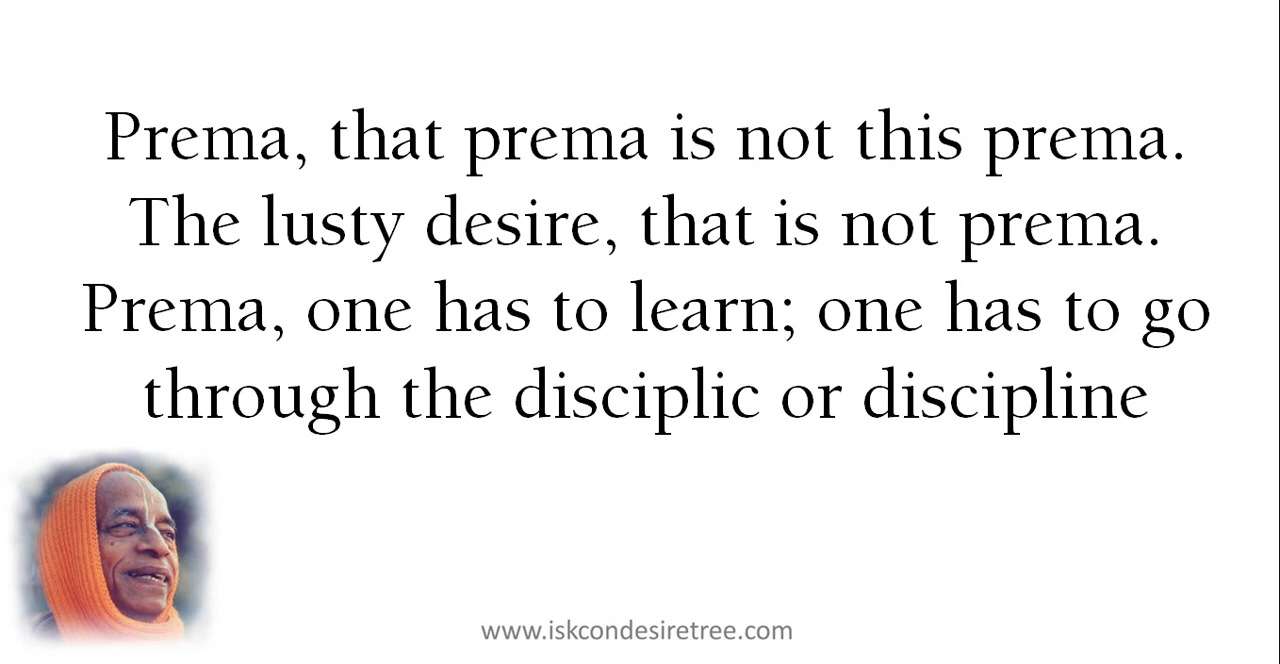 Prema, that prema is not this prema.
The lusty desire, that is not prema.
Prema, one has to learn; one has to go
through the disciplic or discipline
www.iskcondesiretree.com